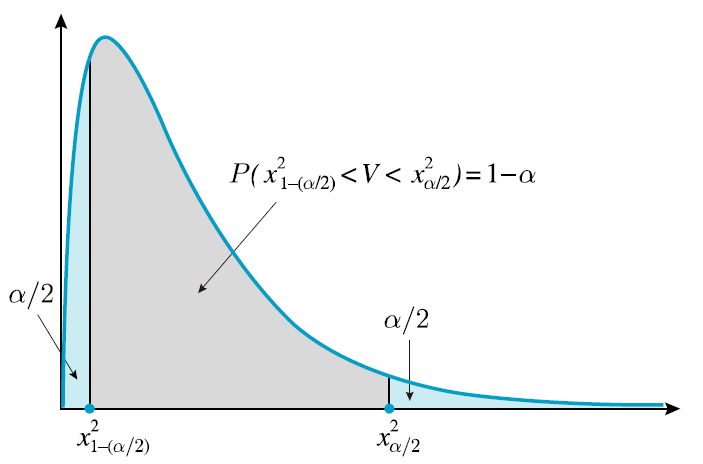 P( x²₁₋₍α/2₎ < V < x²α/2 ) = 1−α
α/2
α/2
x²₁₋₍α/2₎
x²α/2